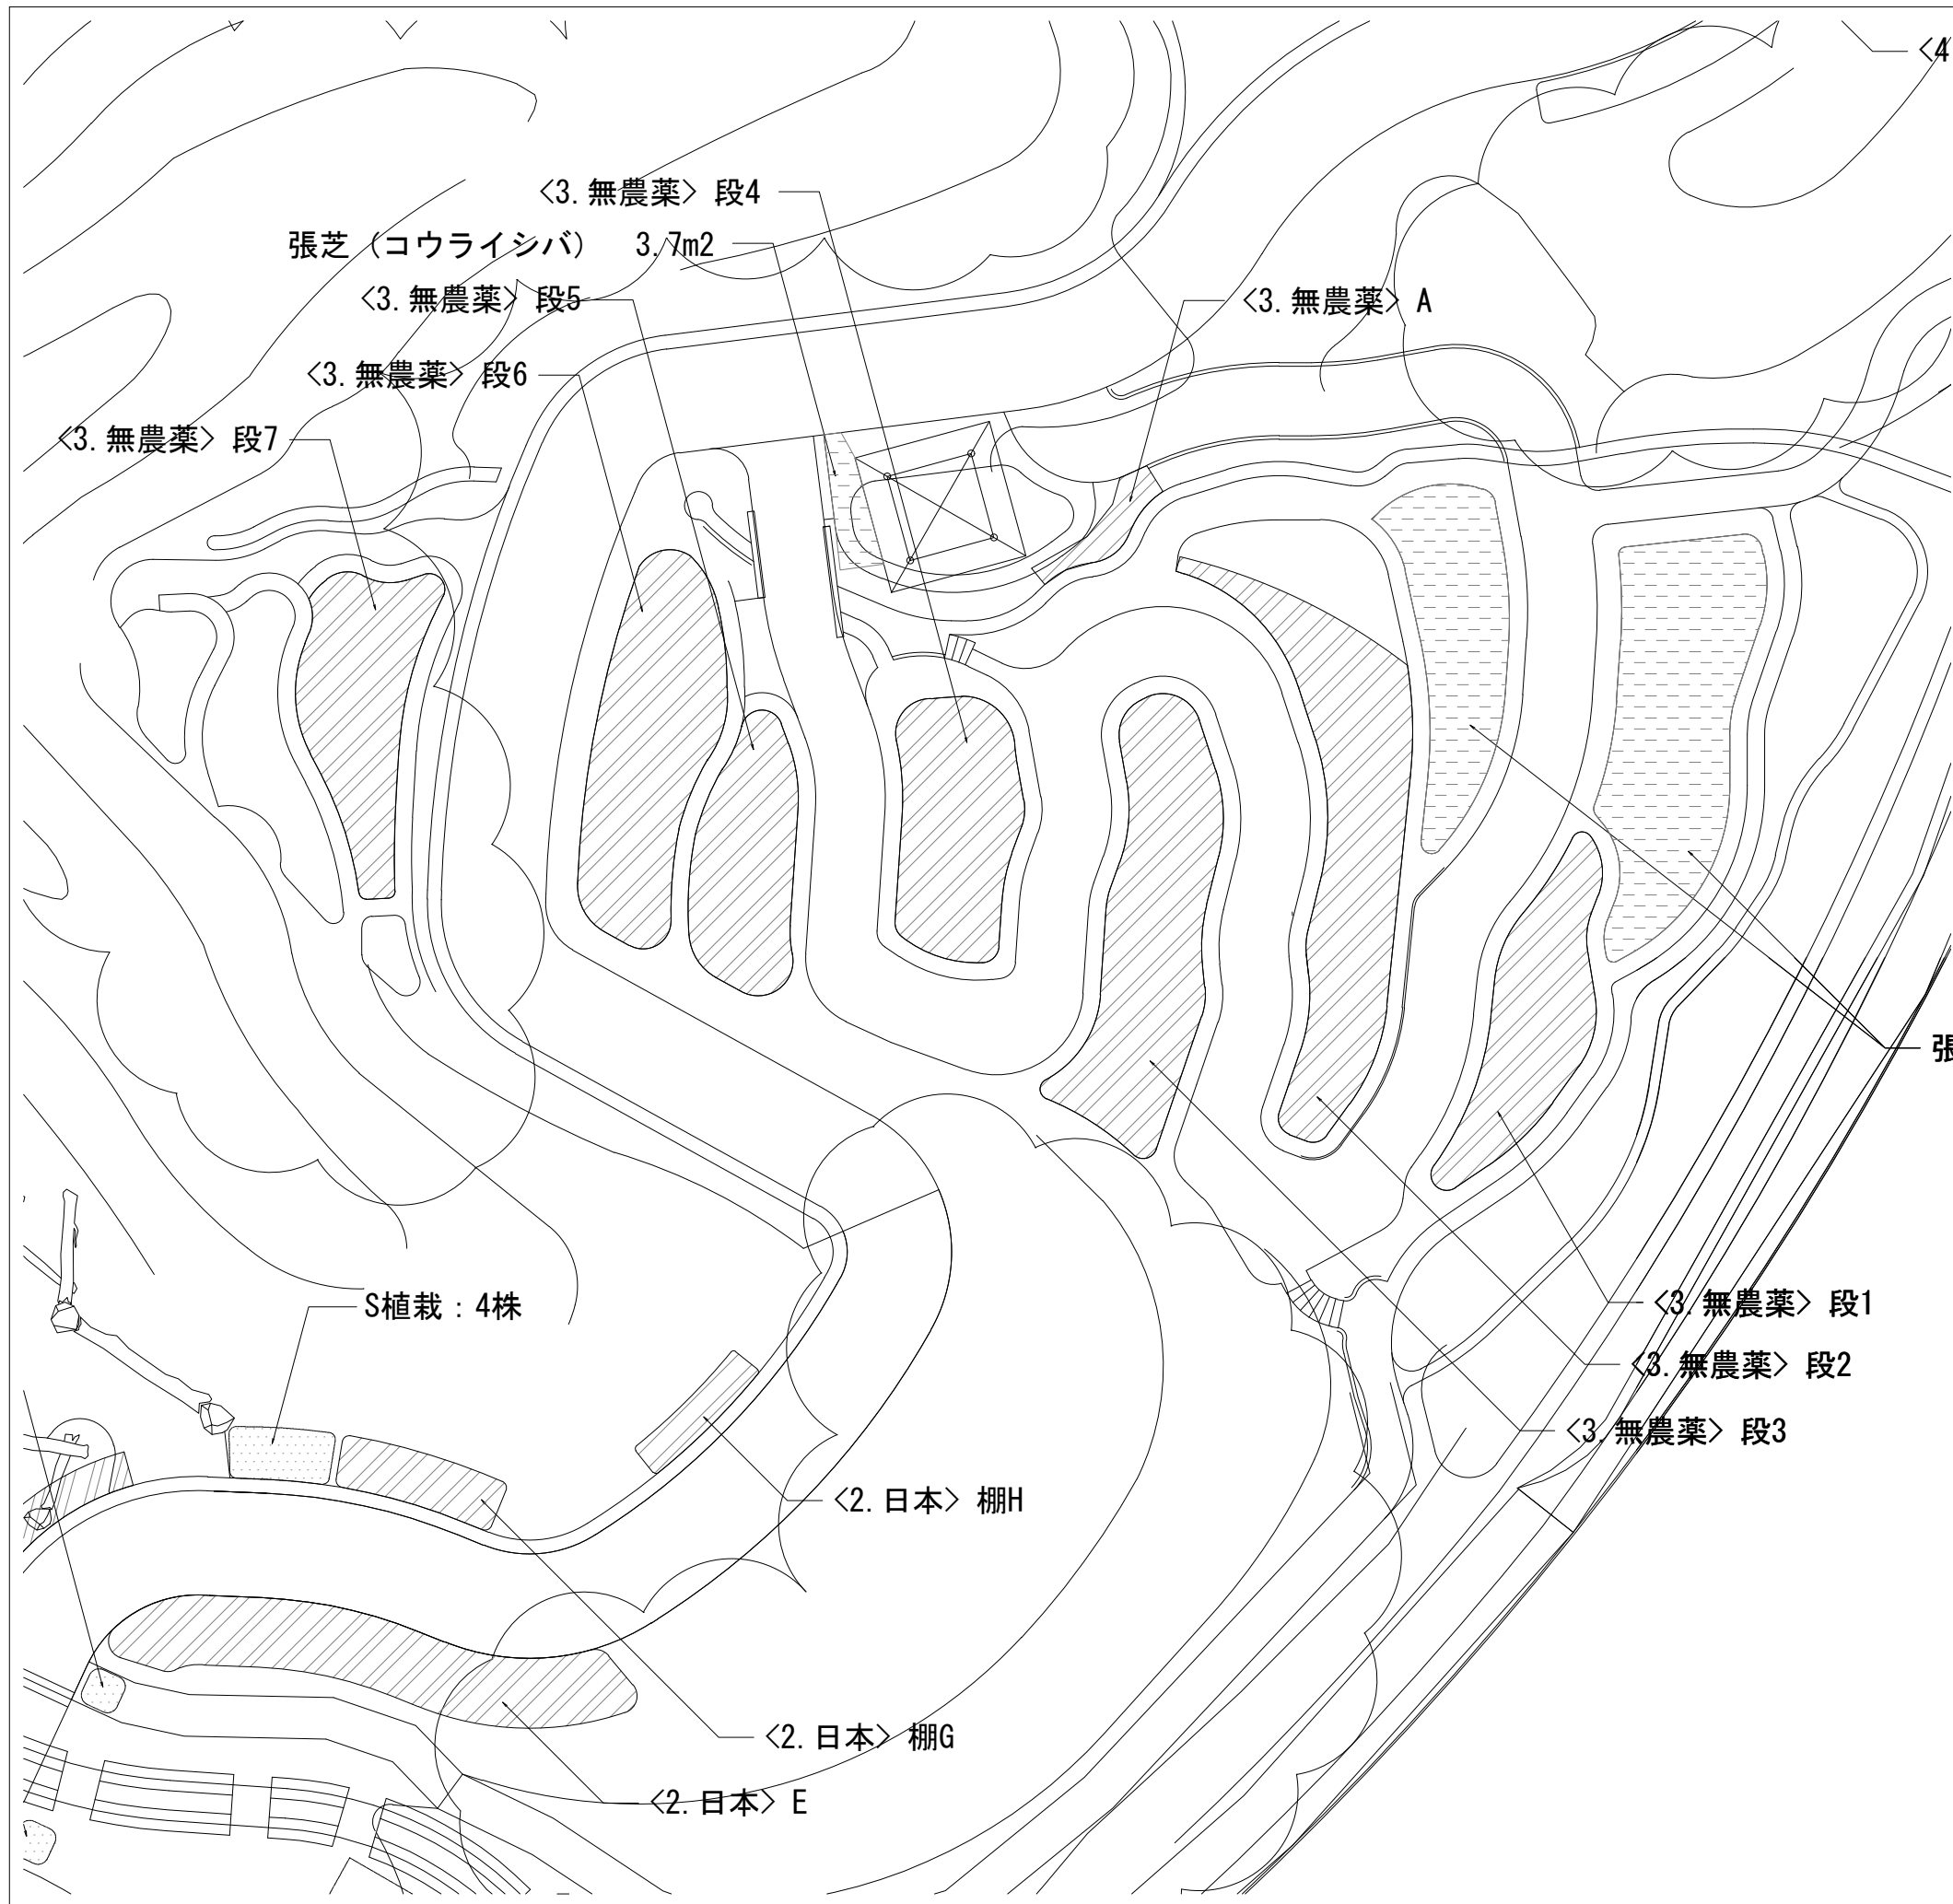 <4
<3.無農薬> 段4
張芝（コウライシバ） 3.7m2
<3.無農薬> 段5
<3.無農薬> A
<3.無農薬> 段6
<3.無農薬> 段7
張
<3.無農薬> 段1
S植栽：4株
<3.無農薬> 段2
<3.無農薬> 段3
<2.日本> 棚H
<2.日本> 棚G
<2.日本> E